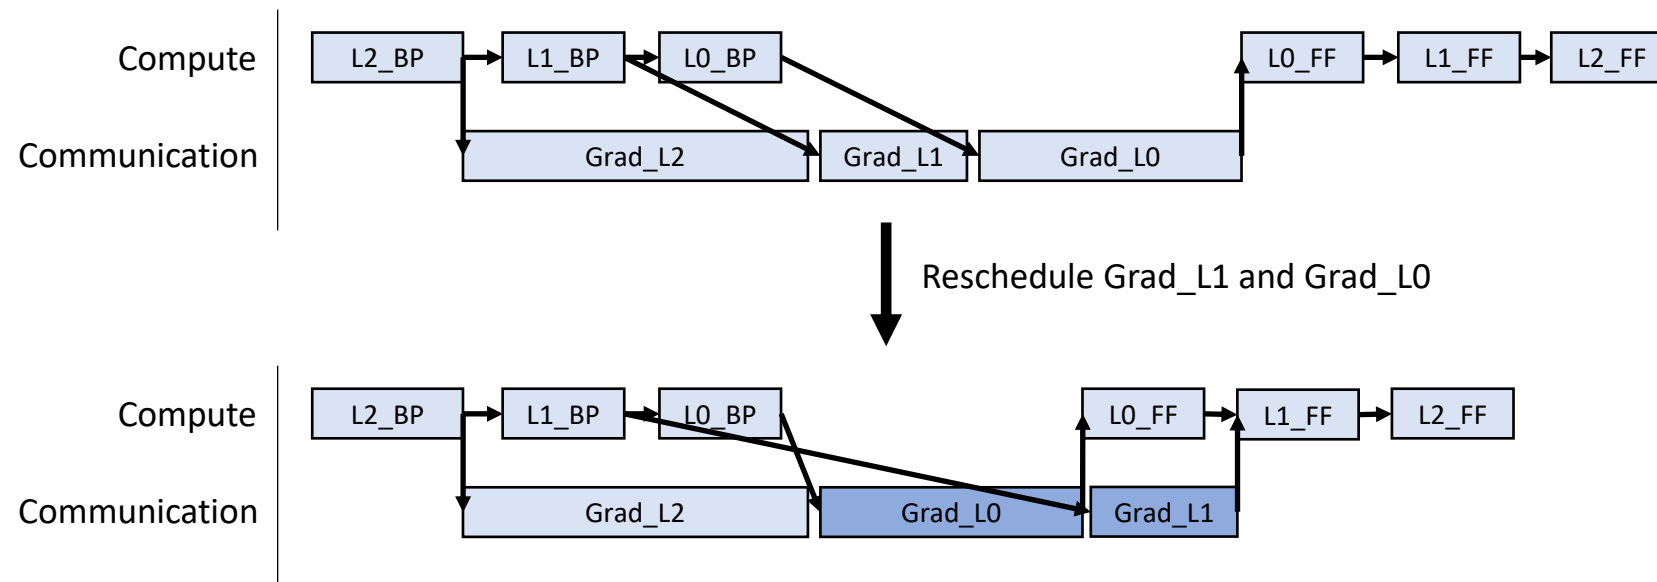 Compute
L2_BP
L1_BP
L0_BP
L0_FF
L1_FF
L2_FF
Communication
Grad_L2
Grad_L1
Grad_L0
Reschedule Grad_L1 and Grad_L0
Compute
L2_BP
L1_BP
L0_BP
L0_FF
L1_FF
L2_FF
Communication
Grad_L2
Grad_L0
Grad_L1